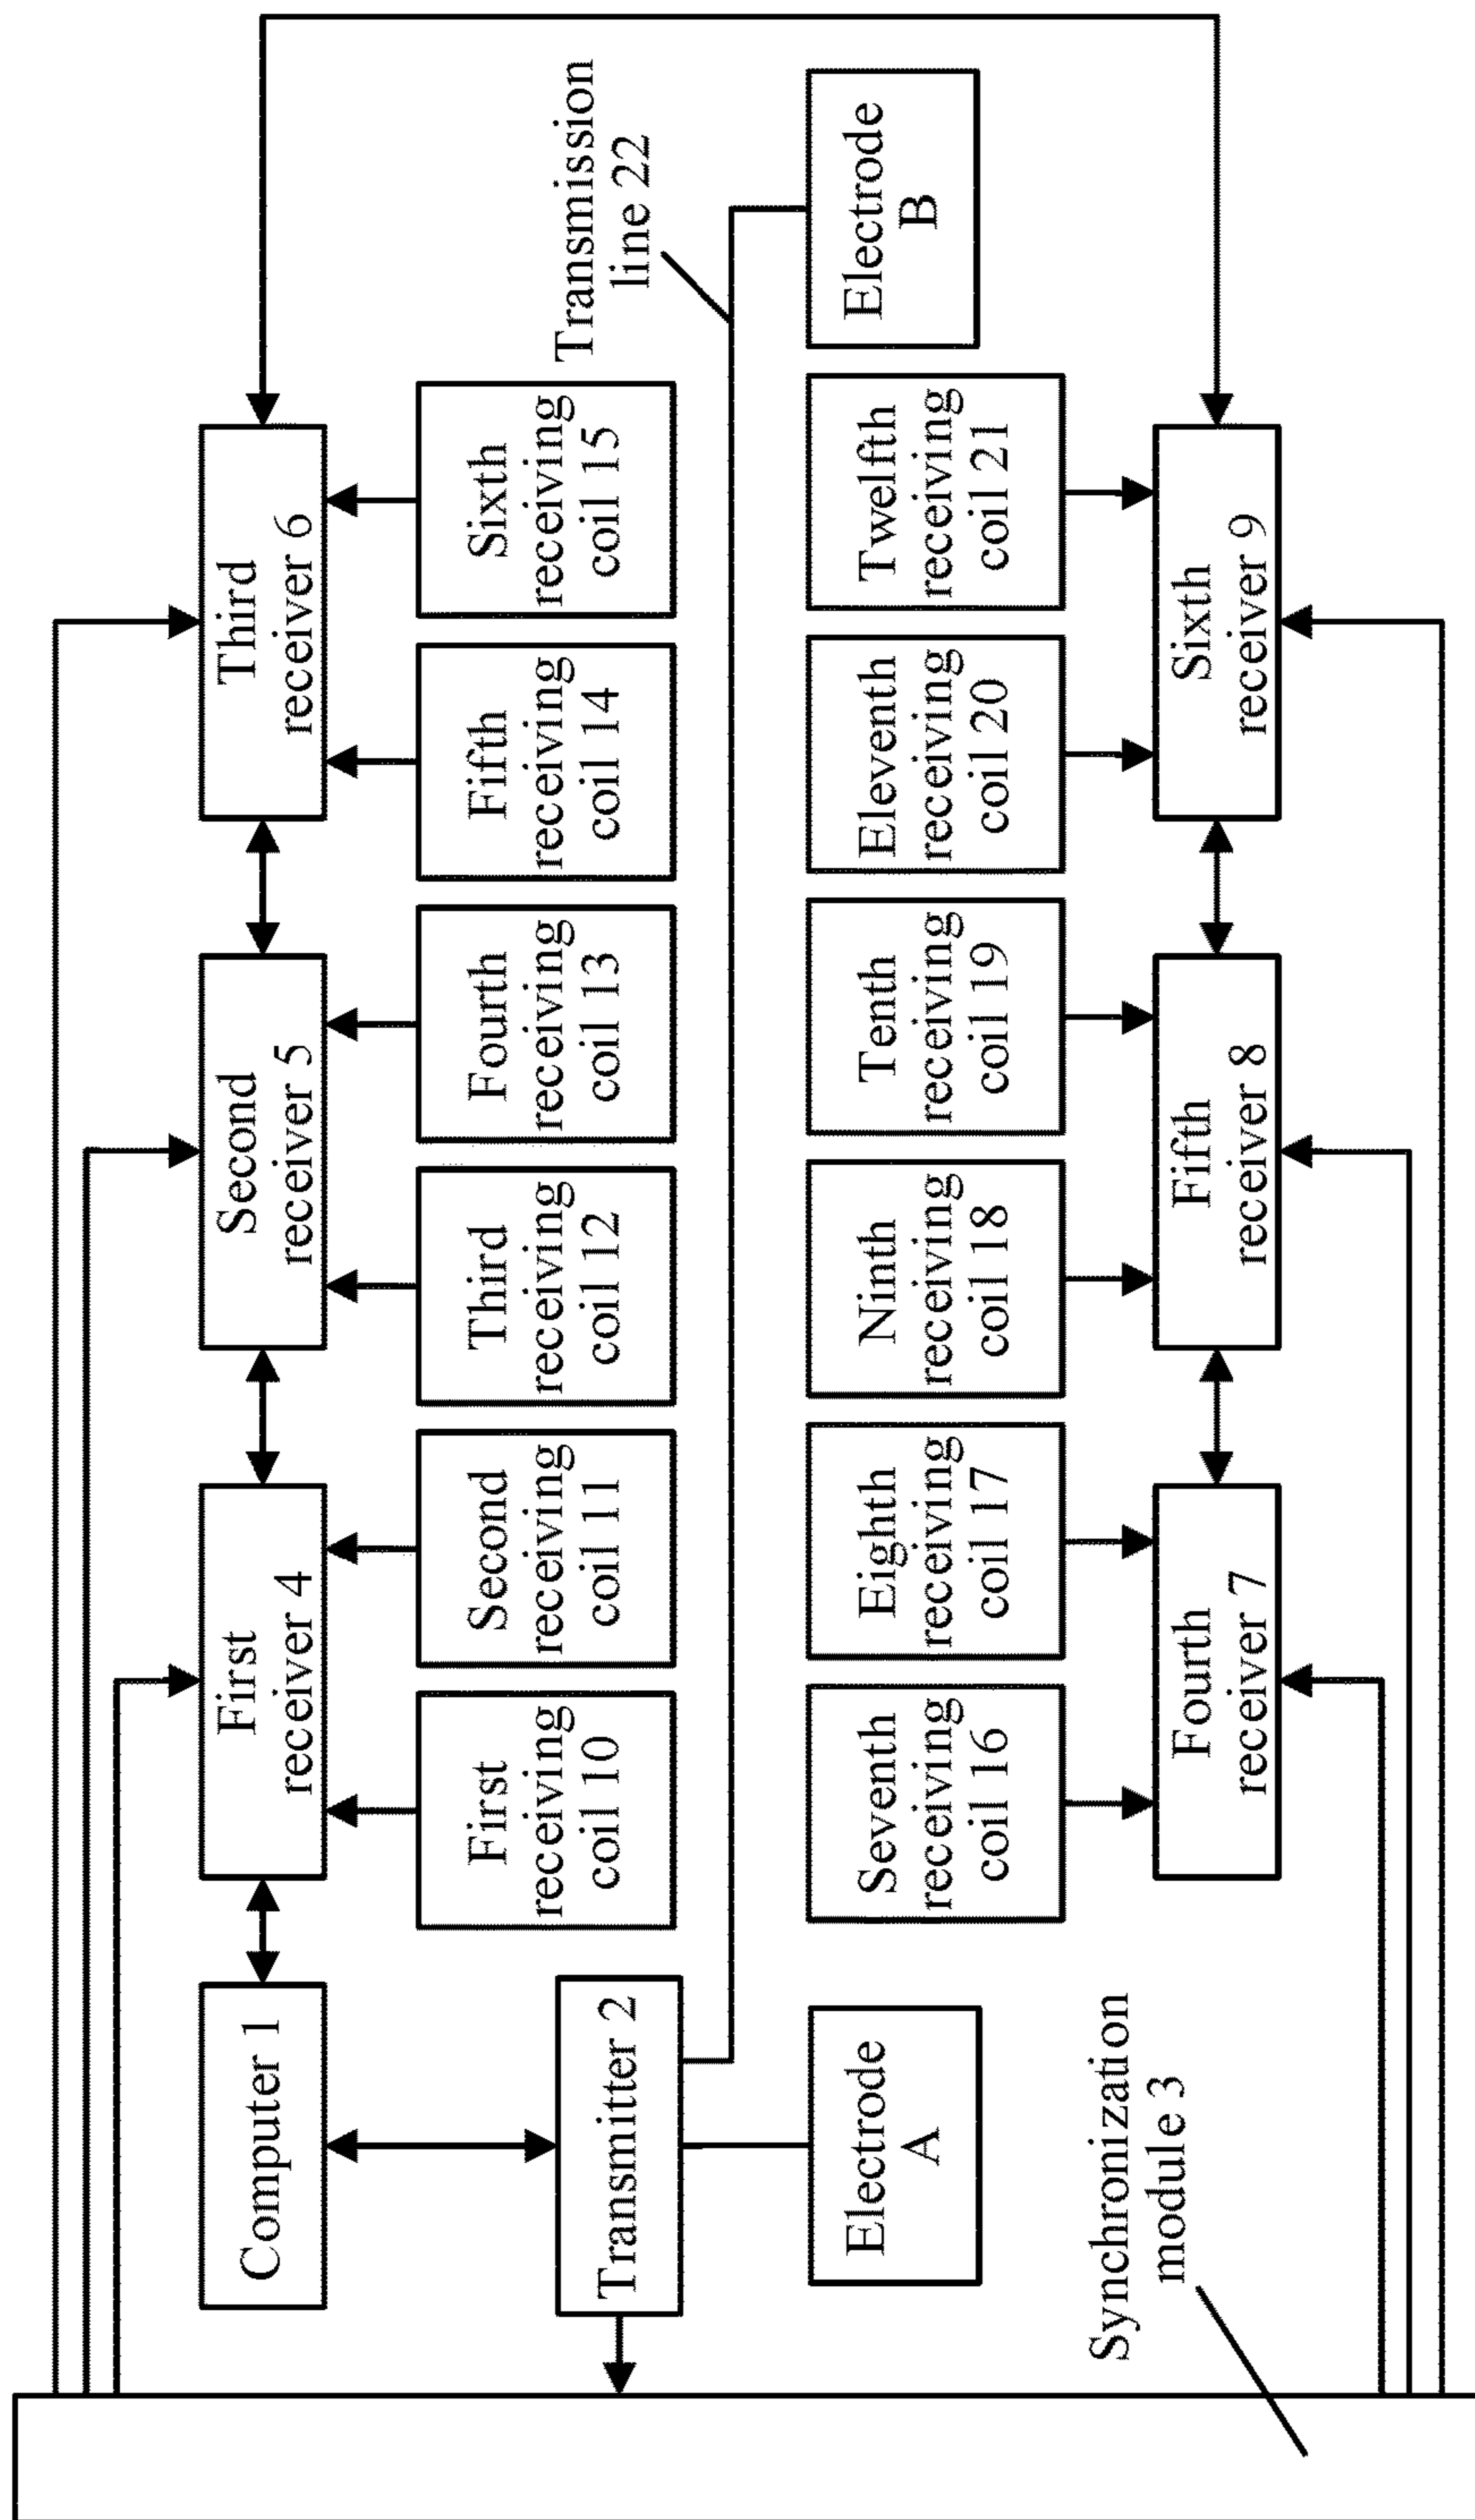 Computer 1
First
receiver 4
Second
receiver 5
Third
receiver 6
First
receiving
coil 10
Second
receiving
coil 11
Third
receiving
coil 12
Fourth
receiving
coil 13
Fifth
receiving
coil 14
Sixth
receiving
coil 15
Transmitter 2
Transmission
line 22
Electrode
A
Seventh
receiving
coil 16
Eighth
receiving
coil 17
Ninth
receiving
coil 18
Tenth
receiving
coil 19
Eleventh
receiving
coil 20
Twelfth
receiving
coil 21
Electrode
B
Synchronization
module 3
Fourth
receiver 7
Fifth
receiver 8
Sixth
receiver 9